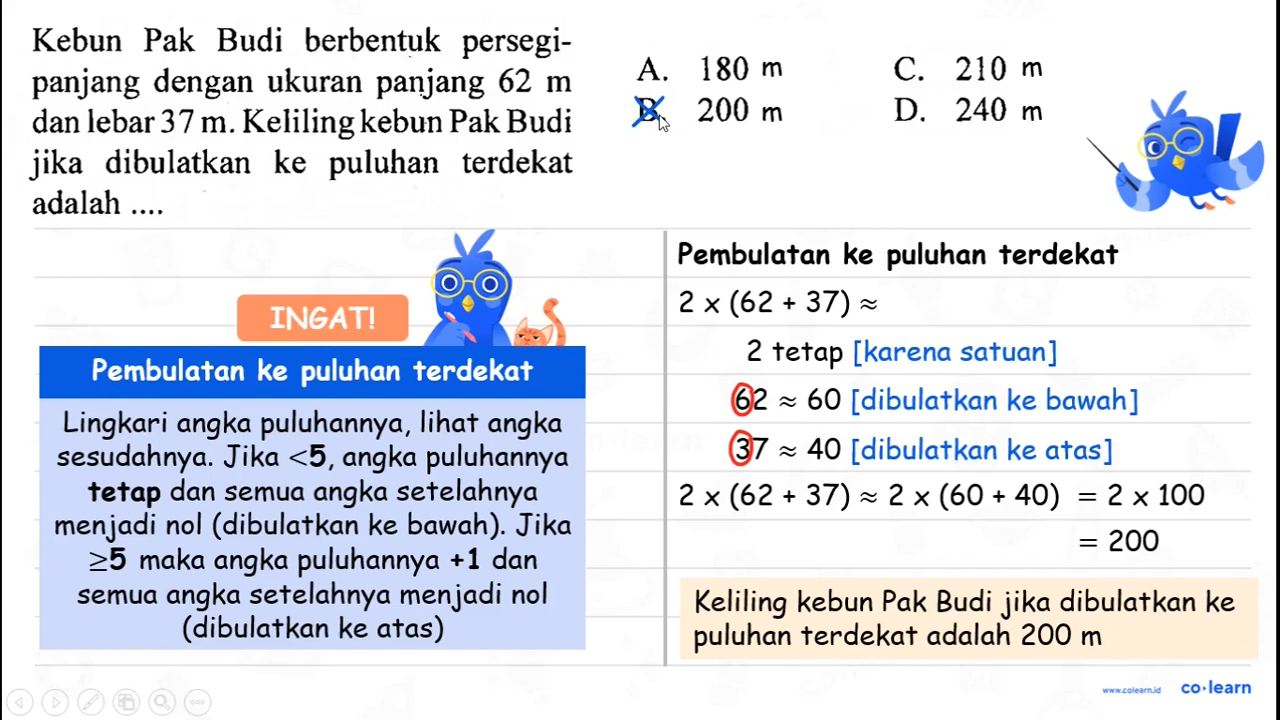 Kebun Pak Budi berbentuk persegi-
panjang dengan ukuran panjang 62 m
dan lebar 37 m. Keliling kebun Pak Budi
jika dibulatkan ke puluhan terdekat
adalah ....
A. 180 m
B. 200 m
C. 210 m
D. 240 m
INGAT!
Pembulatan ke puluhan terdekat
Lingkari angka puluhannya, lihat angka
sesudahnya. Jika <5, angka puluhannya
tetap dan semua angka setelahnya
menjadi nol (dibulatkan ke bawah). Jika
≥5 maka angka puluhannya +1 dan
semua angka setelahnya menjadi nol
(dibulatkan ke atas)
Pembulatan ke puluhan terdekat
2 x (62 + 37) ≈
2 tetap [karena satuan]
62 ≈ 60 [dibulatkan ke bawah]
37 ≈ 40 [dibulatkan ke atas]
2 x (62 + 37) ≈ 2 x (60 + 40) = 2 x 100
= 200
Keliling kebun Pak Budi jika dibulatkan ke
puluhan terdekat adalah 200 m
www.colearn.id co·learn